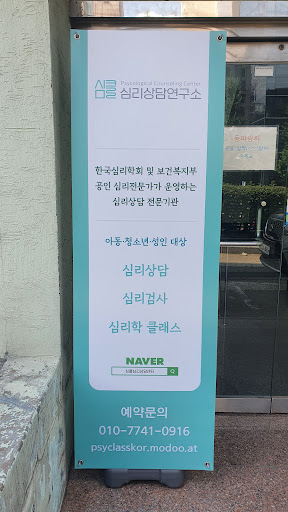 심클
Psycological Counseling Center
심리상담연구소
한국심리학회 및 보건복지부
공인 심리전문가가 운영하는
심리상담 전문기관
아동·청소년·성인 대상
심리상담
심리검사
심리학 클래스
NAVER
예약문의
010-7741-0916
psyclasskor.modoo.at